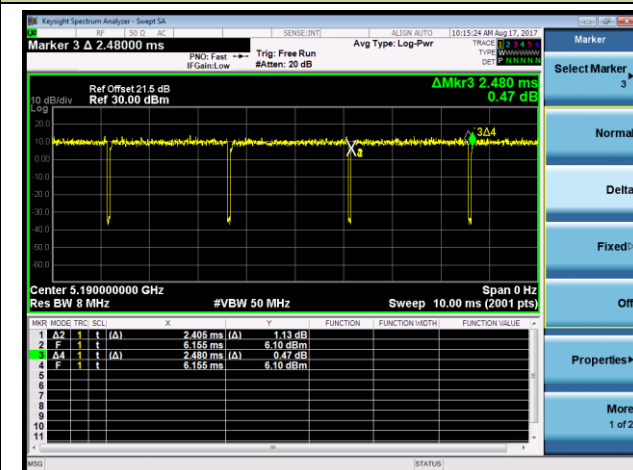 Keysight Spectrum Analyzer - Swept SA
RF 50 Ω AC SENSE:INT ALIGN AUTO 10:15:24 AM Aug 17, 2017
Marker 3 Δ 2.48000 ms
PNO: Fast
IFGain:Low
Trig: Free Run
#Atten: 20 dB
Avg Type: Log-Pwr
TRACE 1 2 3 4 5 6
TYPE WWWWWW
DET P N N N N N
Ref Offset 21.5 dB
Ref 30.00 dBm
10 dB/div
Log
ΔMkr3 2.480 ms
0.47 dB
20.0
10.0
0.00
-10.0
-20.0
-30.0
-40.0
-50.0
-60.0
3Δ4
Center 5.190000000 GHz Span 0 Hz
Res BW 8 MHz #VBW 50 MHz Sweep 10.00 ms (2001 pts)
MKR MODE TRC SCL X Y FUNCTION FUNCTION WIDTH FUNCTION VALUE
1 Δ2 1 t (Δ) 2.405 ms (Δ) 1.13 dB
2 F 1 t 6.155 ms 6.10 dBm
3 Δ4 1 t (Δ) 2.480 ms (Δ) 0.47 dB
4 F 1 t 6.155 ms 6.10 dBm
5
6
7
8
9
10
11
MSG STATUS
Marker
Select Marker
3
Normal
Delta
Fixed
Off
Properties
More
1 of 2